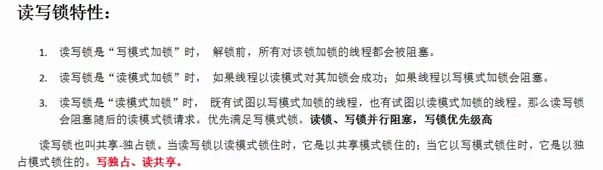 读写锁特性：
1. 读写锁是“写模式加锁”时， 解锁前，所有对该锁加锁的线程都会被阻塞。
2. 读写锁是“读模式加锁”时， 如果线程以读模式对其加锁会成功；如果线程以写模式加锁会阻塞。
3. 读写锁是“读模式加锁”时， 既有试图以写模式加锁的线程，也有试图以读模式加锁的线程。那么读写锁
会阻塞随后的读模式锁请求。优先满足写模式锁。读锁、写锁并行阻塞，写锁优先级高
读写锁也叫共享-独占锁。当读写锁以读模式锁住时，它是以共享模式锁住的；当它以写模式锁住时，它是以独
占模式锁住的。写独占、读共享。